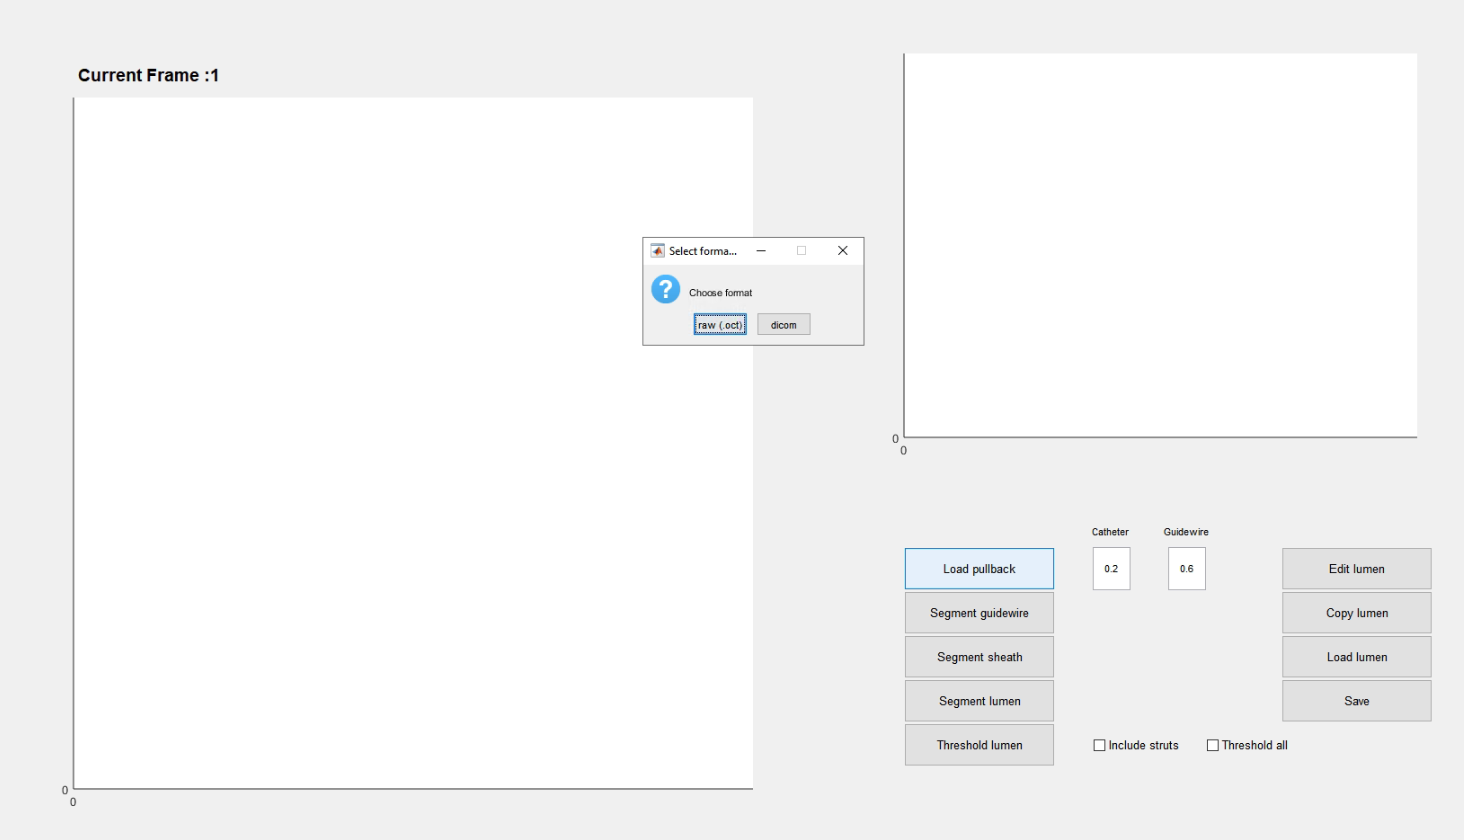 Current Frame :1
0
0
Select forma...
?
Choose format
raw (.oct)
dicom
0
0
Catheter
Guidewire
Load pullback
0.2
0.6
Edit lumen
Segment guidewire
Copy lumen
Segment sheath
Load lumen
Segment lumen
Save
Threshold lumen
Include struts
Threshold all